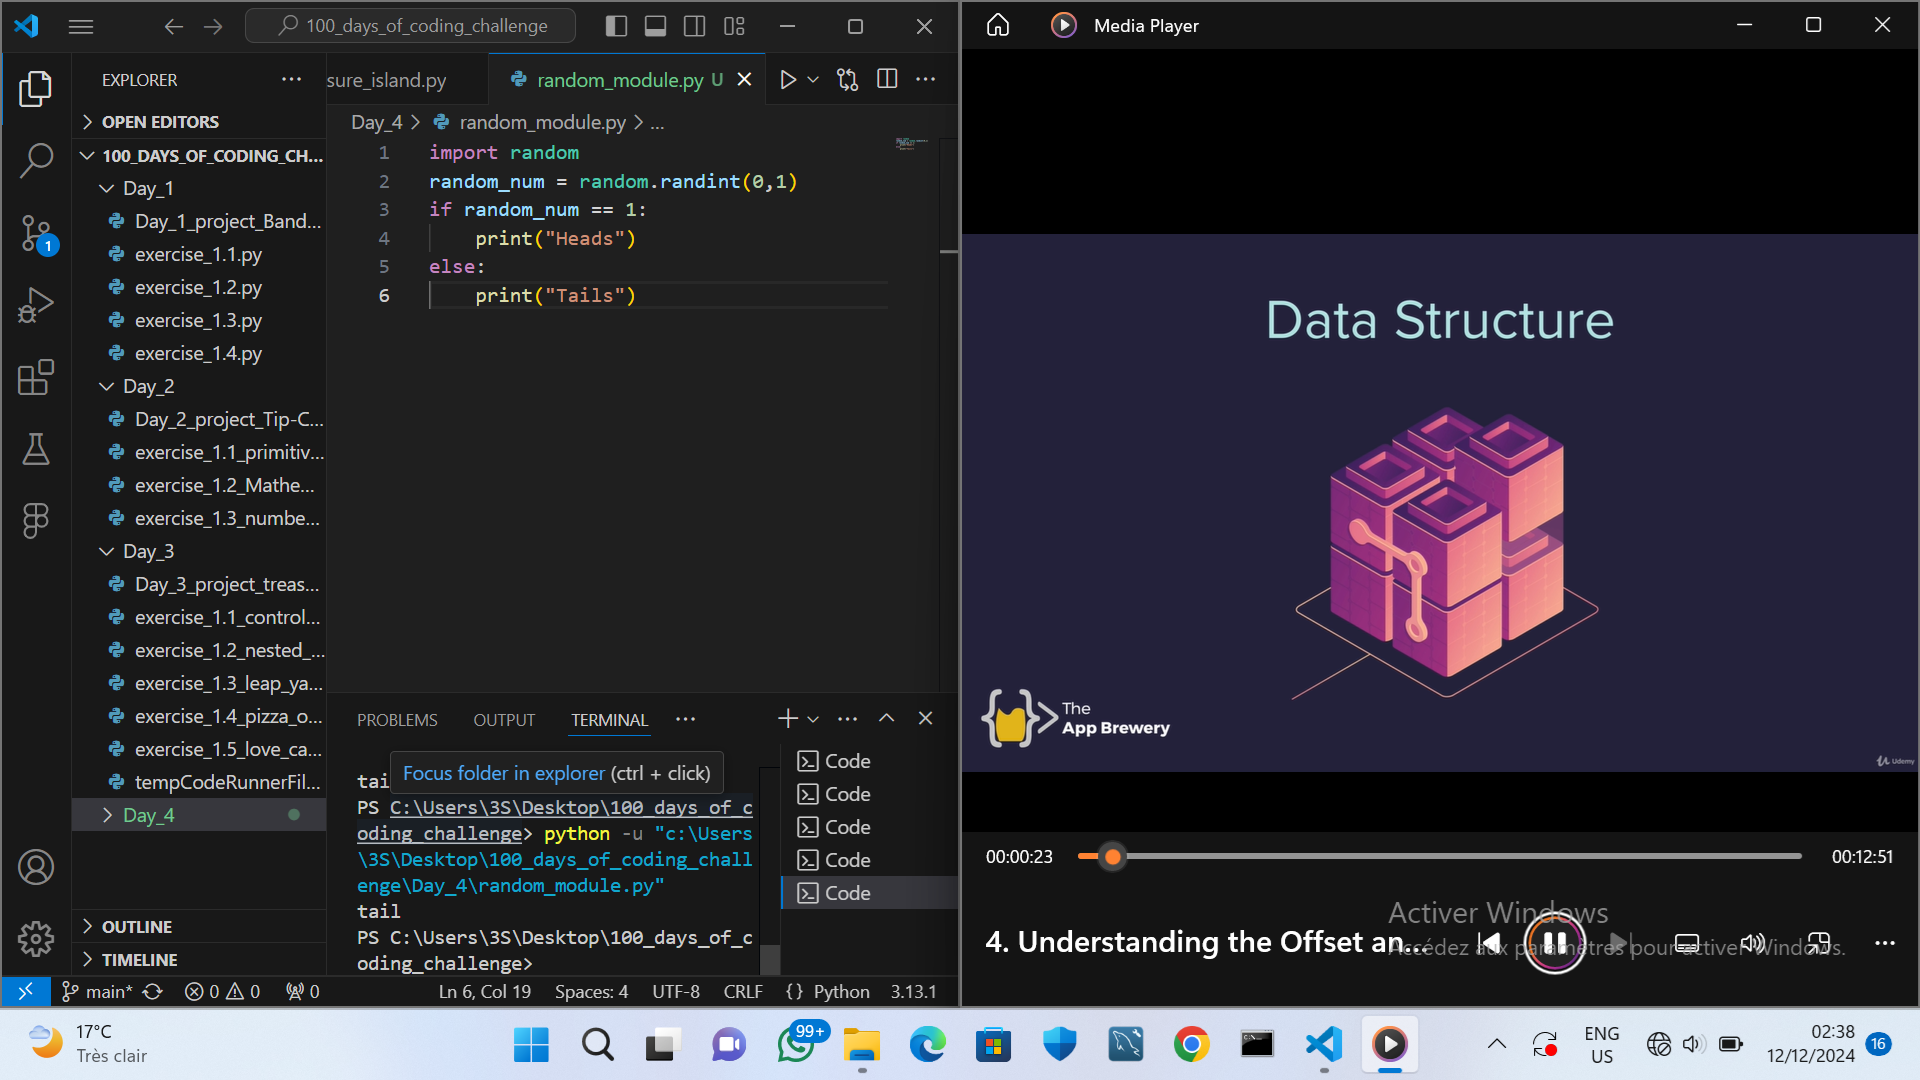 100_days_of_coding_challenge
EXPLORER
OPEN EDITORS
100_DAYS_OF_CODING_CH...
Day_1
Day_1_project_Band...
exercise_1.1.py
exercise_1.2.py
exercise_1.3.py
exercise_1.4.py
Day_2
Day_2_project_Tip-C...
exercise_1.1_primitiv...
exercise_1.2_Mathe...
exercise_1.3_numbe...
Day_3
Day_3_project_treas...
exercise_1.1_control...
exercise_1.2_nested_...
exercise_1.3_leap_ya...
exercise_1.4_pizza_o...
exercise_1.5_love_ca...
tempCodeRunnerFil...
Day_4
OUTLINE
TIMELINE
1
sure_island.py
random_module.py U
Day_4 > random_module.py > ...
1 import random
2 random_num = random.randint(0,1)
3 if random_num == 1:
4 print("Heads")
5 else:
6 print("Tails")
PROBLEMS OUTPUT TERMINAL
Focus folder in explorer (ctrl + click)
tai
PS C:\Users\3S\Desktop\100_days_of_c
oding_challenge> python -u "c:\Users
\3S\Desktop\100_days_of_coding_chall
enge\Day_4\random_module.py"
tail
PS C:\Users\3S\Desktop\100_days_of_c
oding_challenge>
Code
Code
Code
Code
Code
main* 0 0 0 Ln 6, Col 19 Spaces: 4 UTF-8 CRLF {} Python 3.13.1
Media Player
Data Structure
The
App Brewery
Udemy
00:00:23 00:12:51
4. Understanding the Offset an...
Activer Windows
Accédez aux paramètres pour activer Windows.
17°C
Très clair
99+
ENG
US
02:38
12/12/2024
16